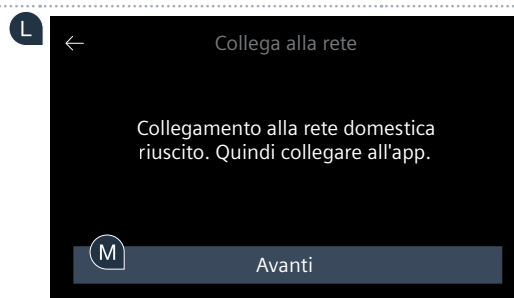 L
Collega alla rete
Collegamento alla rete domestica
riuscito. Quindi collegare all'app.
M
Avanti